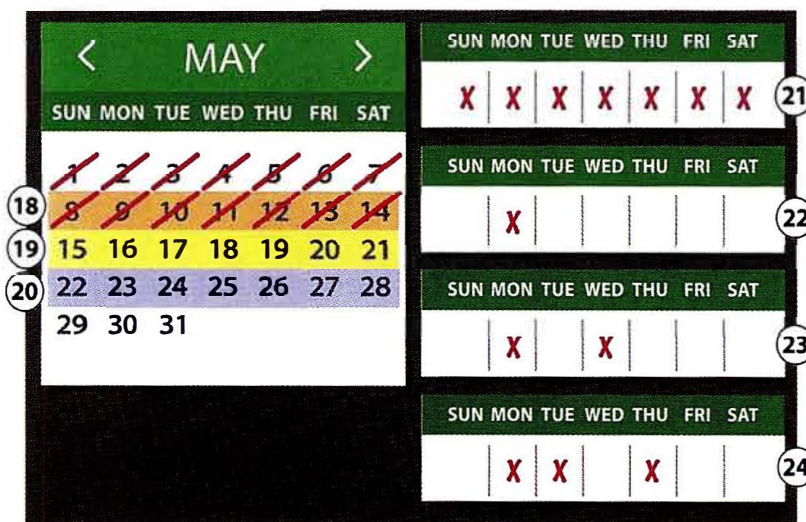 < MAY >
SUN MON TUE WED THU FRI SAT
1 2 3 4 5 6 7
18 8 9 10 11 12 13 14
19 15 16 17 18 19 20 21
20 22 23 24 25 26 27 28
29 30 31
SUN MON TUE WED THU FRI SAT
X X X X X X X 21
SUN MON TUE WED THU FRI SAT
X 22
SUN MON TUE WED THU FRI SAT
X X 23
SUN MON TUE WED THU FRI SAT
X X X 24